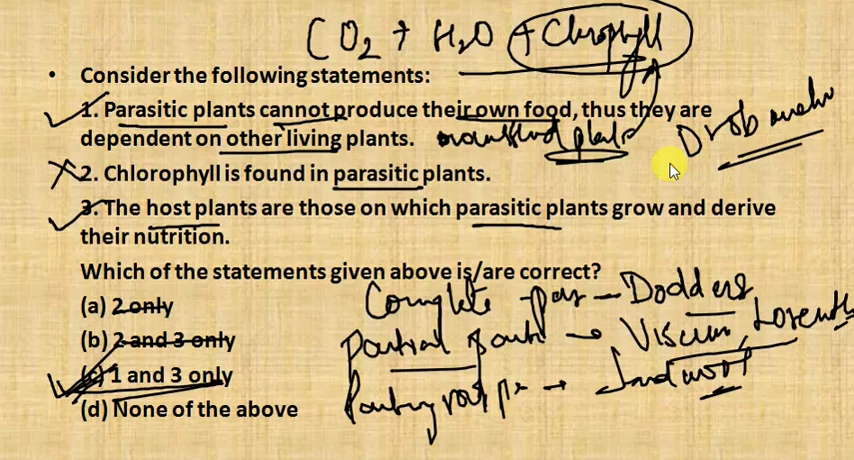 CO2 + H2O + Chlorophyll
• Consider the following statements:
1. Parasitic plants cannot produce their own food, thus they are
dependent on other living plants.
plants
2. Chlorophyll is found in parasitic plants.
3. The host plants are those on which parasitic plants grow and derive
their nutrition.
Which of the statements given above is/are correct?
(a) 2 only
Complete par – Dodders
(b) 2 and 3 only
Partial → Viscum,
(c) 1 and 3 only
(d) None of the above